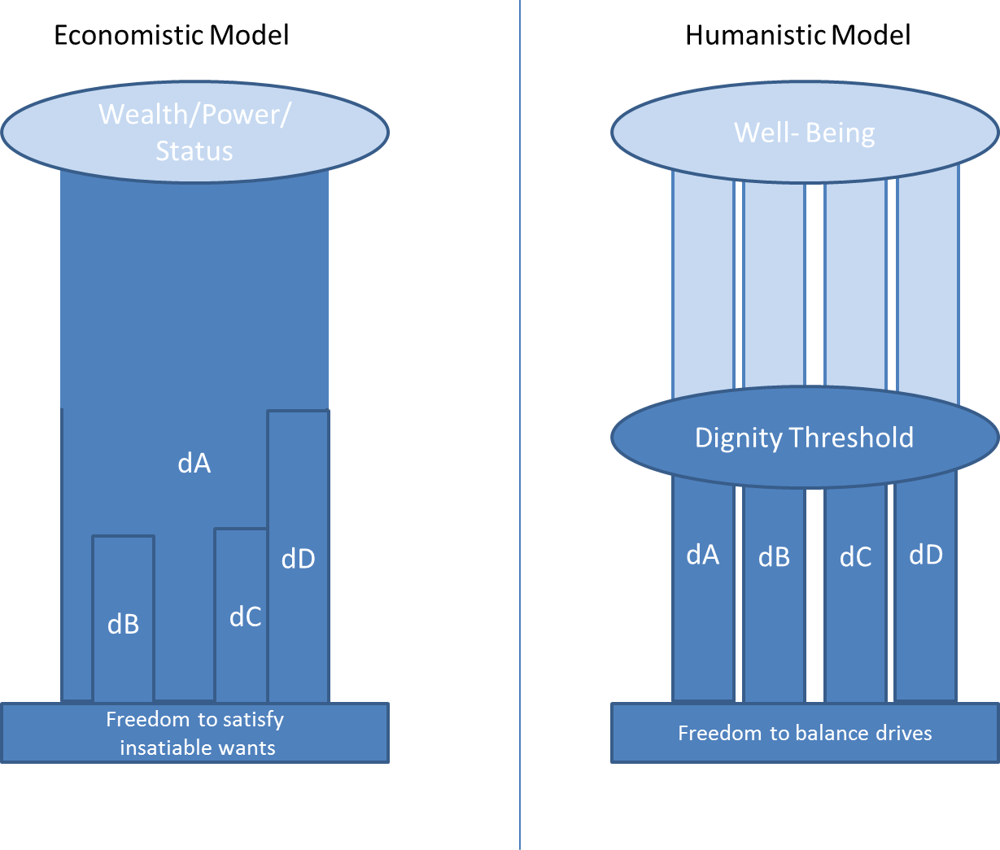 Economistic Model
Wealth/Power/
Status
dA
dB
dC
dD
Freedom to satisfy
insatiable wants
Humanistic Model
Well- Being
Dignity Threshold
dA
dB
dC
dD
Freedom to balance drives